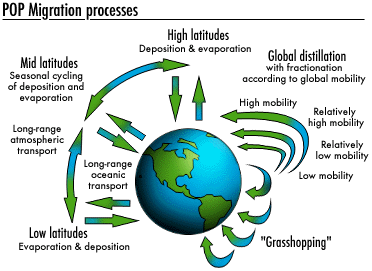 POP Migration processes
High latitudes
Deposition & evaporation
Global distillation
with fractionation
according to global mobility
Mid latitudes
Seasonal cycling
of deposition and
evaporation
High mobility
Relatively
high mobility
Relatively
low mobility
Low mobility
Long-range
atmospheric
transport
Long-range
oceanic
transport
Low latitudes
Evaporation & deposition
"Grasshopping"